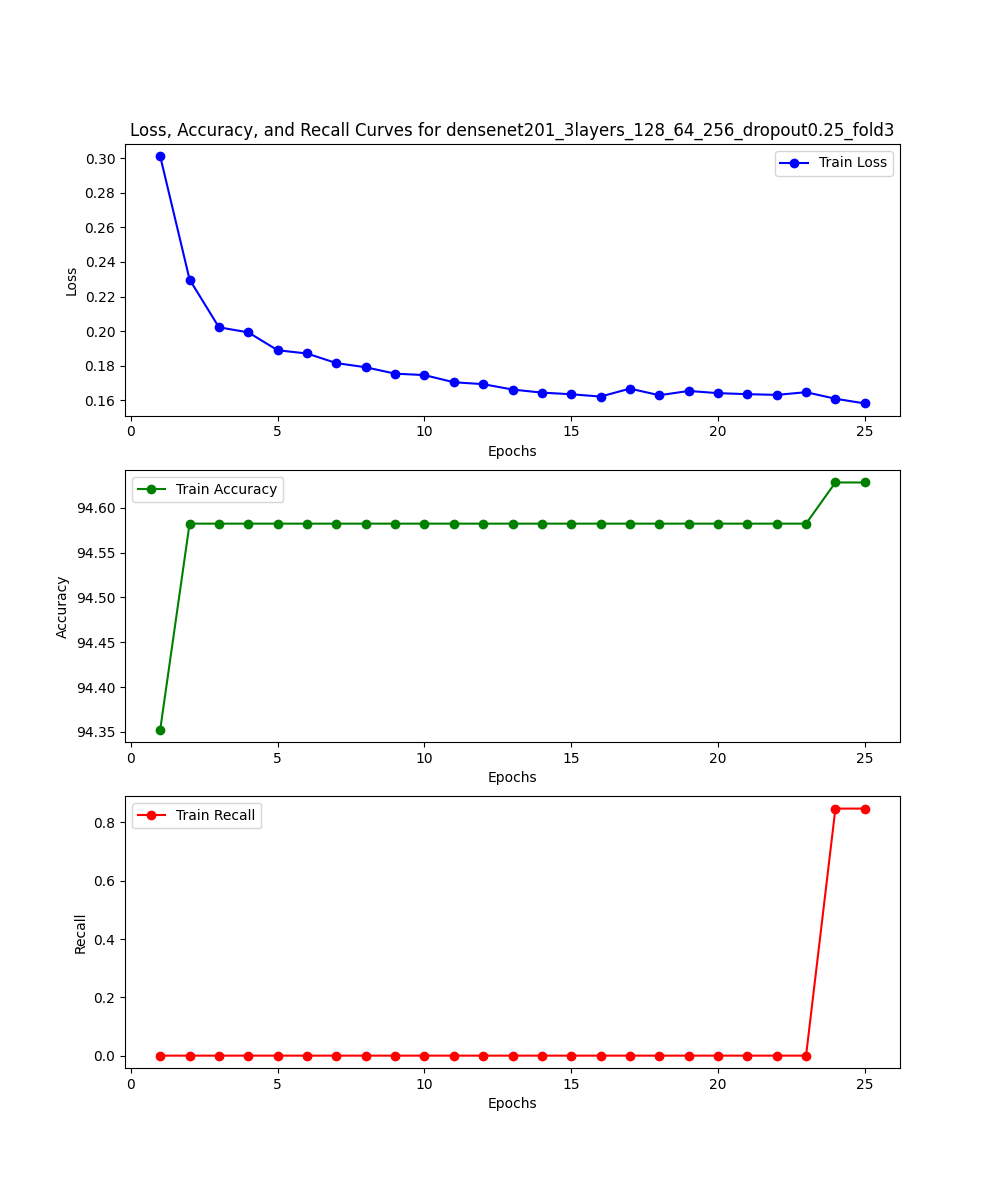 Loss, Accuracy, and Recall Curves for densenet201_3layers_128_64_256_dropout0.25_fold3
Train Loss
0.30
0.28
0.26
0.24
0.22
0.20
0.18
0.16
Loss
0 5 10 15 20 25
Epochs
Train Accuracy
94.60
94.55
94.50
94.45
94.40
94.35
Accuracy
0 5 10 15 20 25
Epochs
Train Recall
0.8
0.6
0.4
0.2
0.0
Recall
0 5 10 15 20 25
Epochs